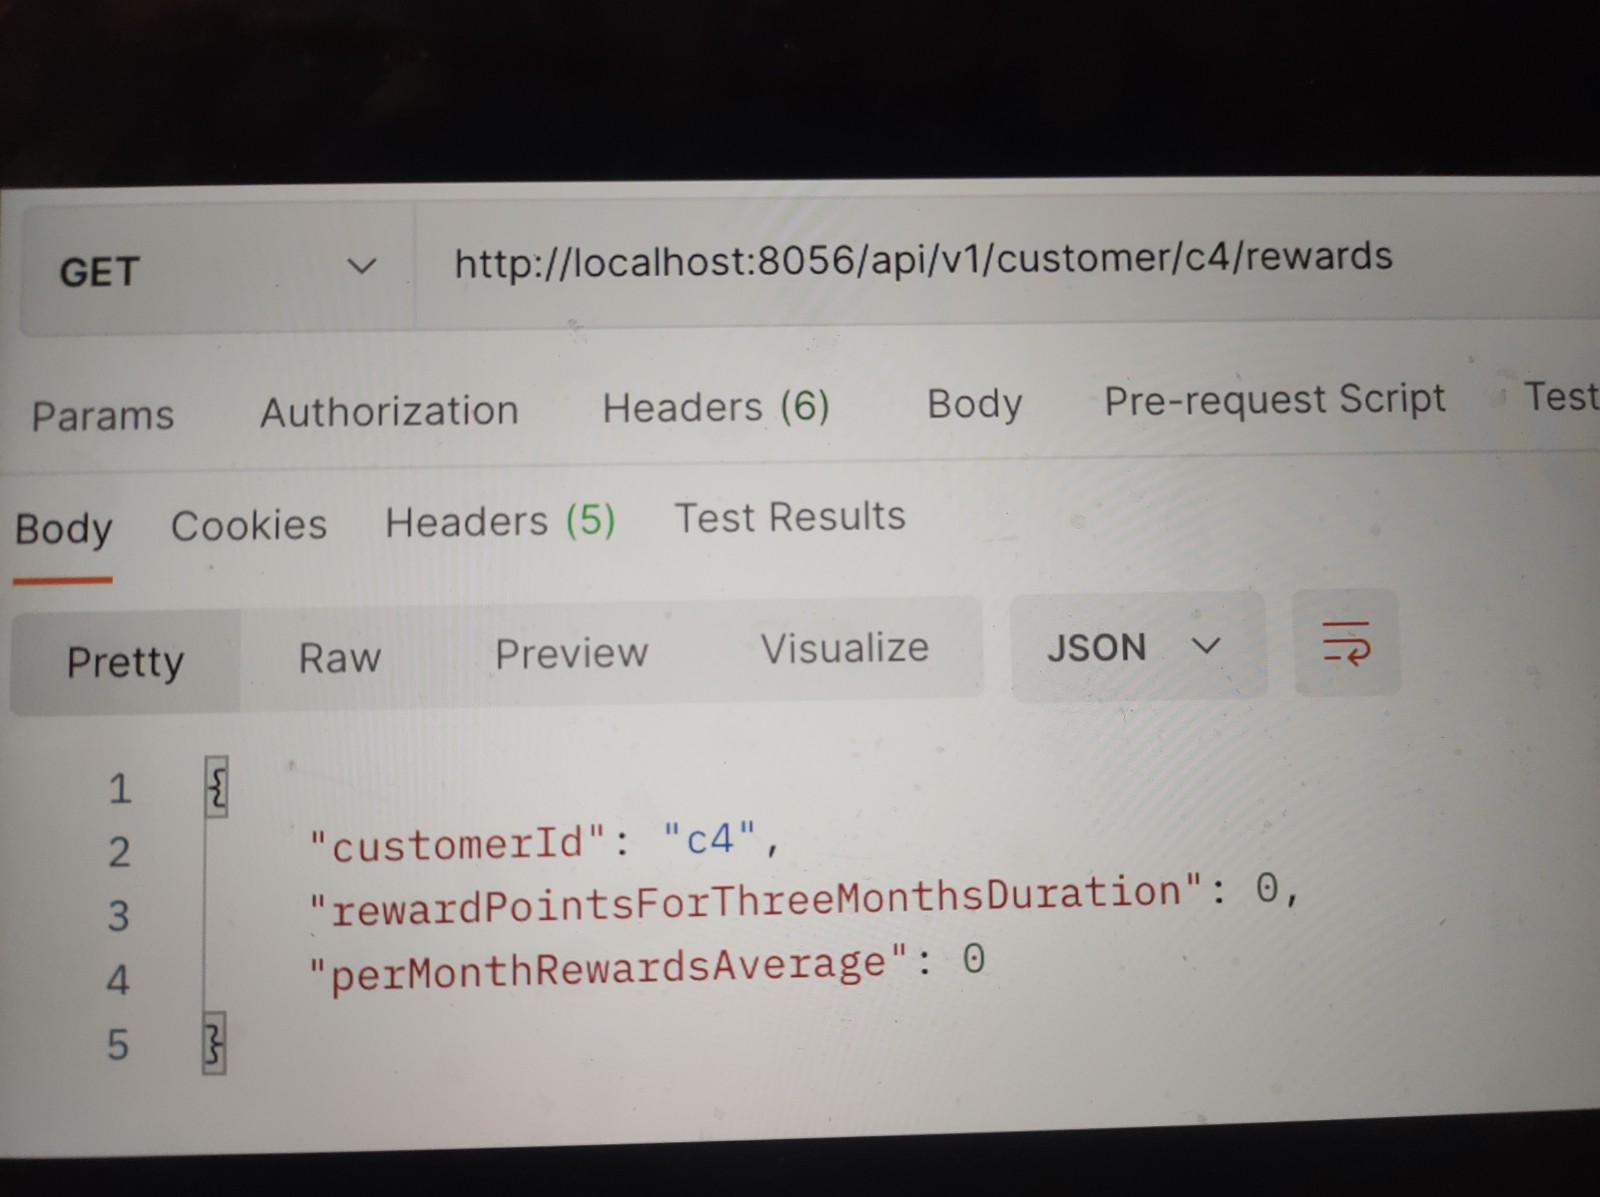 GET http://localhost:8056/api/v1/customer/c4/rewards
Params Authorization Headers (6) Body Pre-request Script Test
Body Cookies Headers (5) Test Results
Pretty Raw Preview Visualize JSON
1 {
2 "customerId": "c4",
3 "rewardPointsForThreeMonthsDuration": 0,
4 "perMonthRewardsAverage": 0
5 }